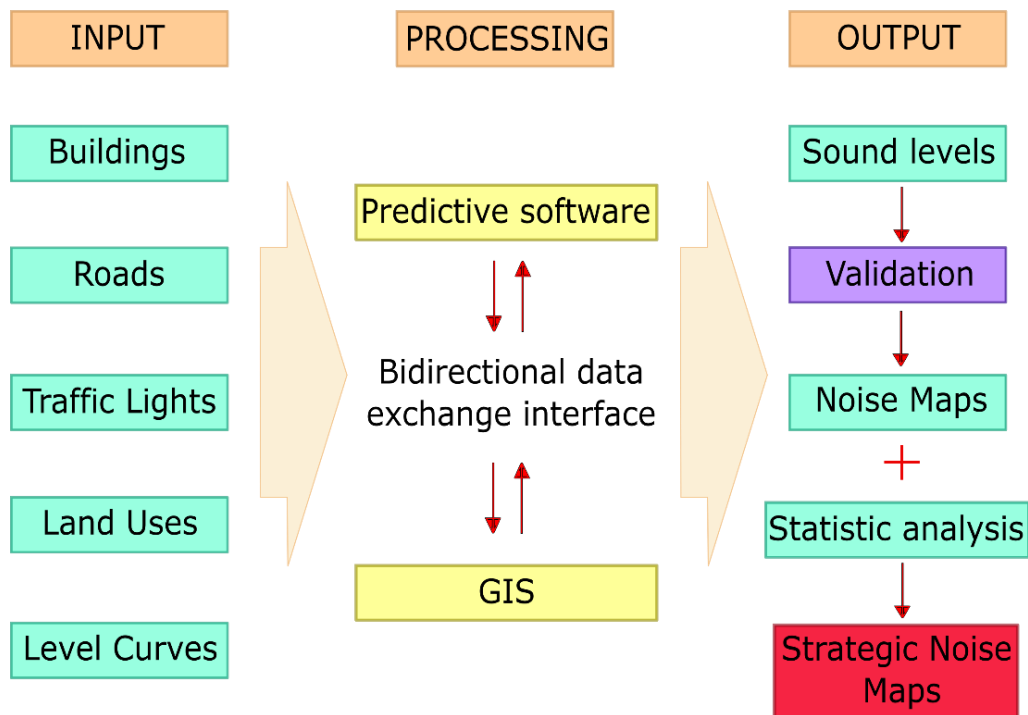 INPUT
PROCESSING
OUTPUT
Buildings
Roads
Traffic Lights
Land Uses
Level Curves
Predictive software
Bidirectional data
exchange interface
GIS
Sound levels
Validation
Noise Maps
+
Statistic analysis
Strategic Noise
Maps